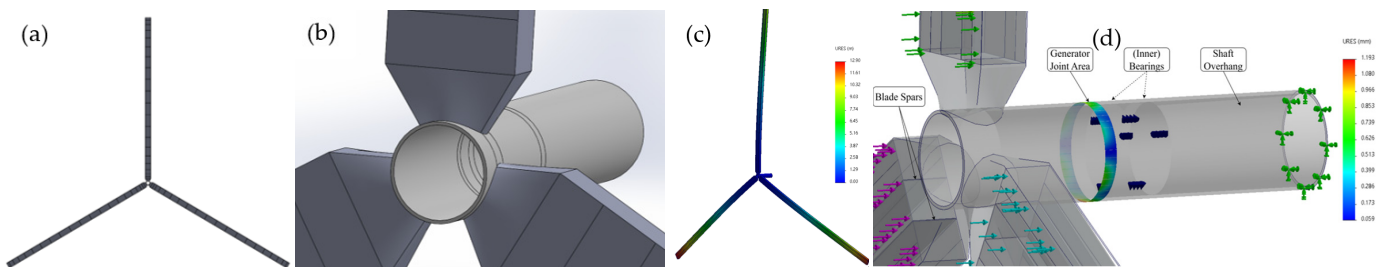 (a)
(b)
(c)
URES (m)
12.90
11.61
10.32
9.03
7.74
6.45
5.16
3.87
2.58
1.29
0.00
(d)
Generator
Joint Area
(Inner)
Bearings
Shaft
Overhang
Blade Spars
URES (mm)
1.193
1.079
0.966
0.853
0.739
0.626
0.513
0.399
0.286
0.172
0.059